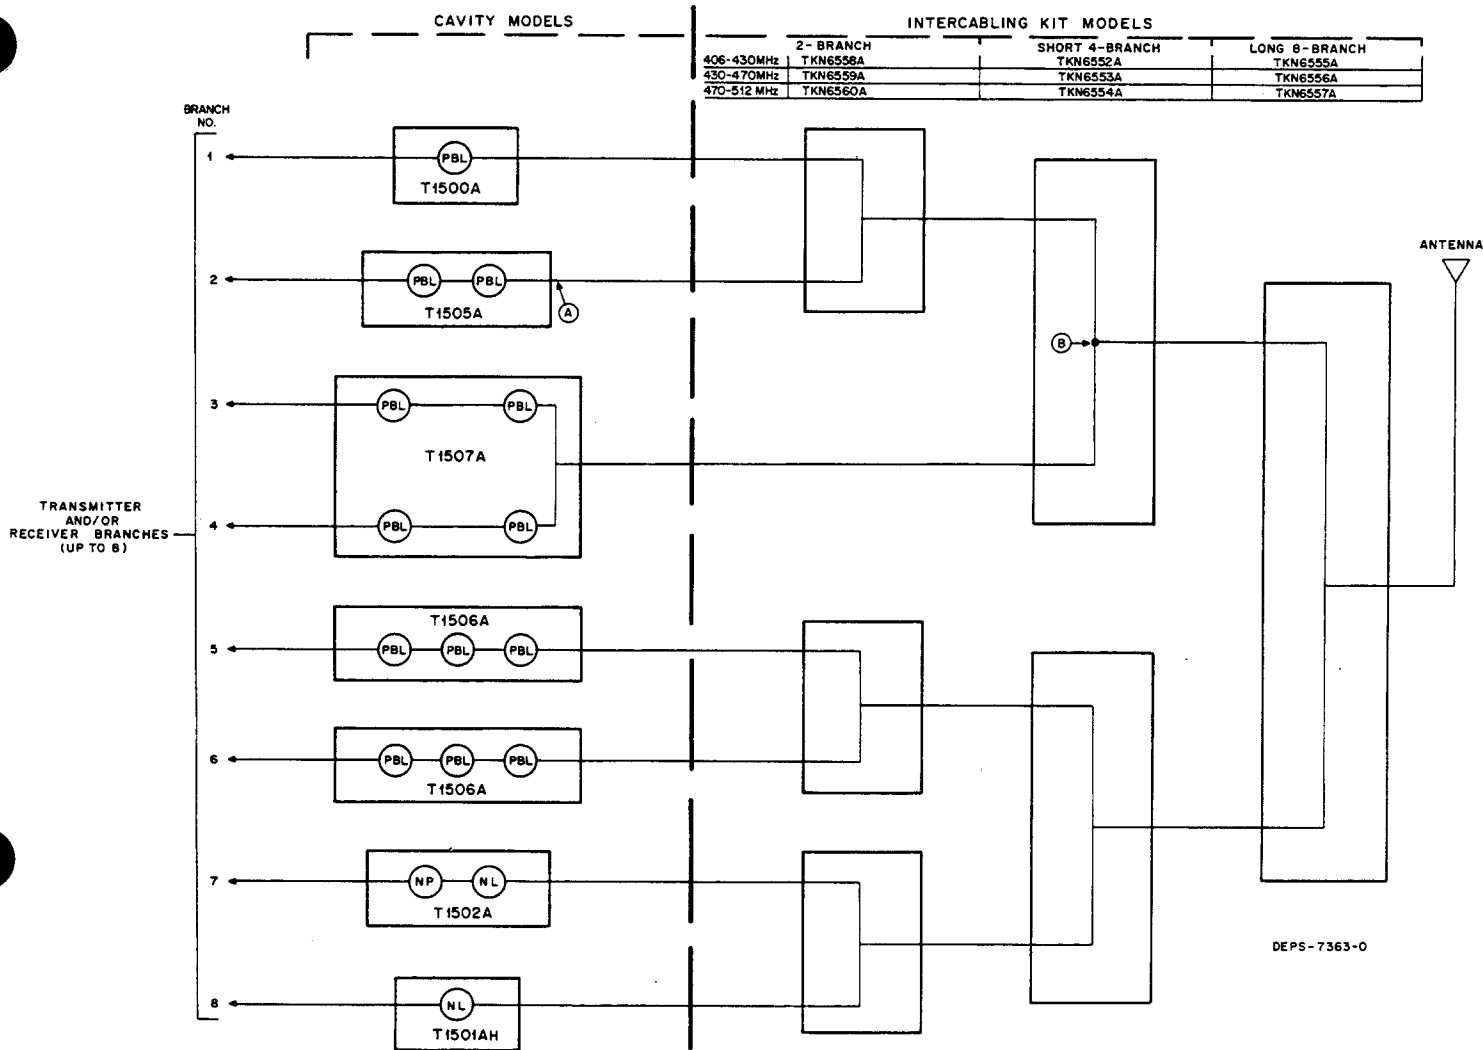 CAVITY MODELS
INTERCABLING KIT MODELS
2-BRANCH SHORT 4-BRANCH LONG 8-BRANCH
406-430MHz TKN6558A TKN6552A TKN6555A
430-470MHz TKN6559A TKN6553A TKN6556A
470-512 MHz TKN6560A TKN6554A TKN6557A
BRANCH
NO.
1 PBL
T1500A
ANTENNA
2 PBL PBL
T1505A A
B
3 PBL PBL
T1507A
TRANSMITTER
AND/OR
RECEIVER BRANCHES
(UP TO 8)
4 PBL PBL
T1506A
5 PBL PBL PBL
6 PBL PBL PBL
T1506A
7 NP NL
T1502A
DEPS-7363-O
8 NL
T1501AH